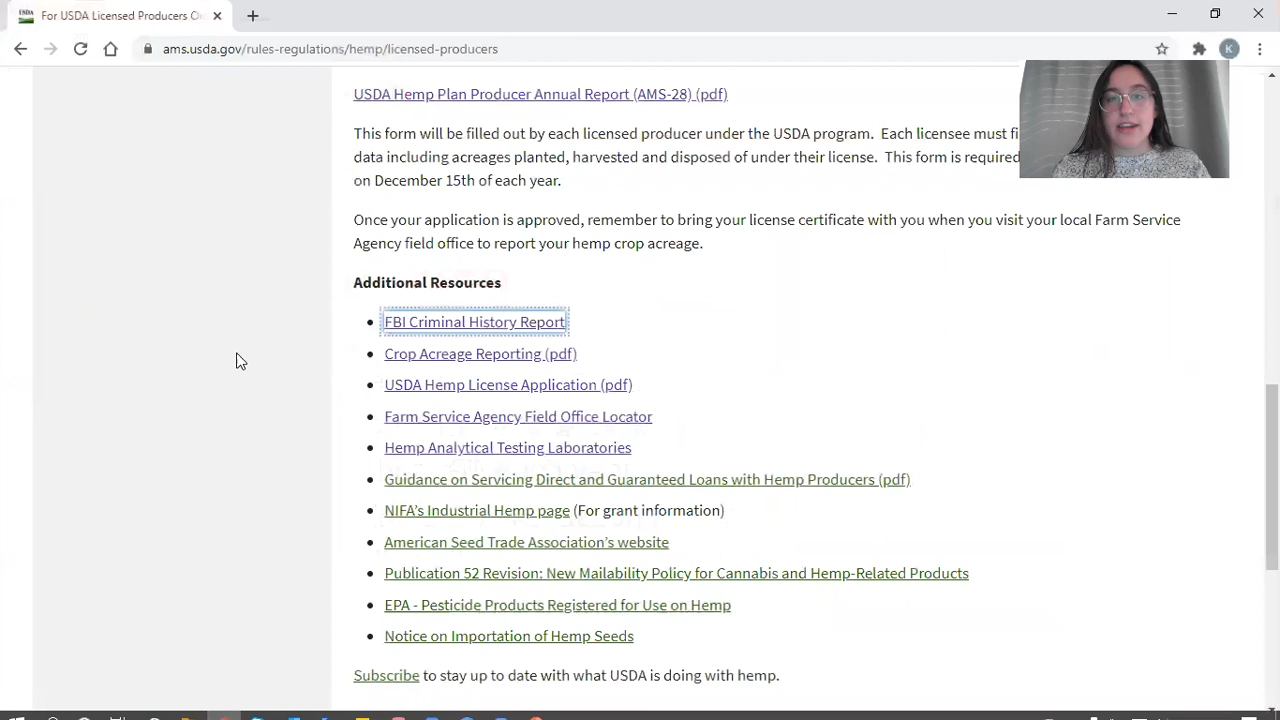 For USDA Licensed Producers O
ams.usda.gov/rules-regulations/hemp/licensed-producers
K
USDA Hemp Plan Producer Annual Report (AMS-28) (pdf)
This form will be filled out by each licensed producer under the USDA program. Each licensee must fi
data including acreages planted, harvested and disposed of under their license. This form is required
on December 15th of each year.
Once your application is approved, remember to bring your license certificate with you when you visit your local Farm Service
Agency field office to report your hemp crop acreage.
Additional Resources
• FBI Criminal History Report
• Crop Acreage Reporting (pdf)
• USDA Hemp License Application (pdf)
• Farm Service Agency Field Office Locator
• Hemp Analytical Testing Laboratories
• Guidance on Servicing Direct and Guaranteed Loans with Hemp Producers (pdf)
• NIFA's Industrial Hemp page (For grant information)
• American Seed Trade Association's website
• Publication 52 Revision: New Mailability Policy for Cannabis and Hemp-Related Products
• EPA - Pesticide Products Registered for Use on Hemp
• Notice on Importation of Hemp Seeds
Subscribe to stay up to date with what USDA is doing with hemp.